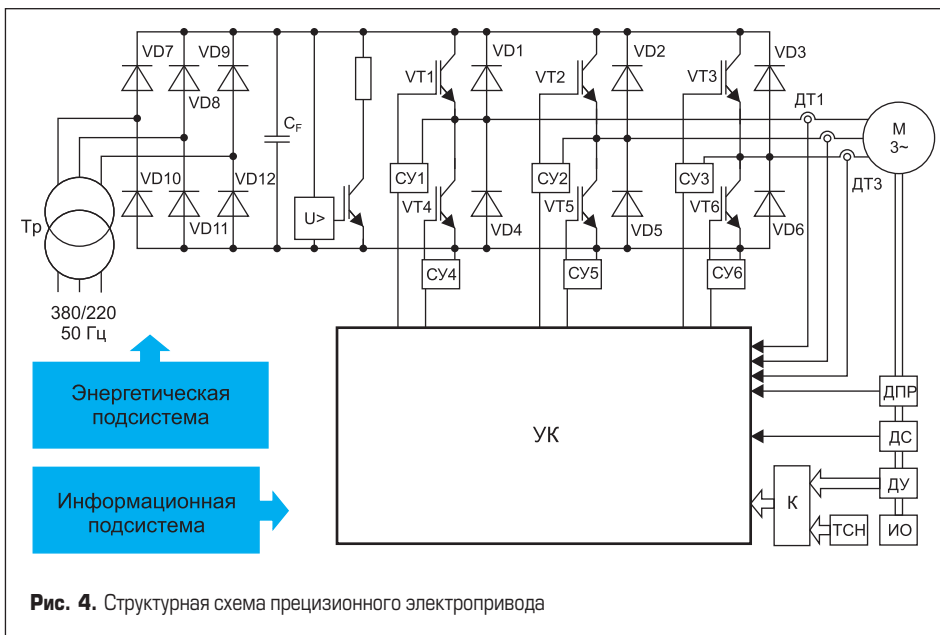 VD7
VD9
VD8
C_F
VT1
VD1
VT2
VD2
VT3
VD3
ДТ1
М
3~
VD10
VD12
VD11
Тр
U>
СУ1
VT4
VD4
СУ2
VT5
VD5
СУ3
VT6
VD6
ДТ3
СУ4
СУ5
СУ6
380/220
50 Гц
Энергетическая
подсистема
Информационная
подсистема
УК
ДПР
ДС
ДУ
К
ТСН
ИО
Рис. 4. Структурная схема прецизионного электропривода